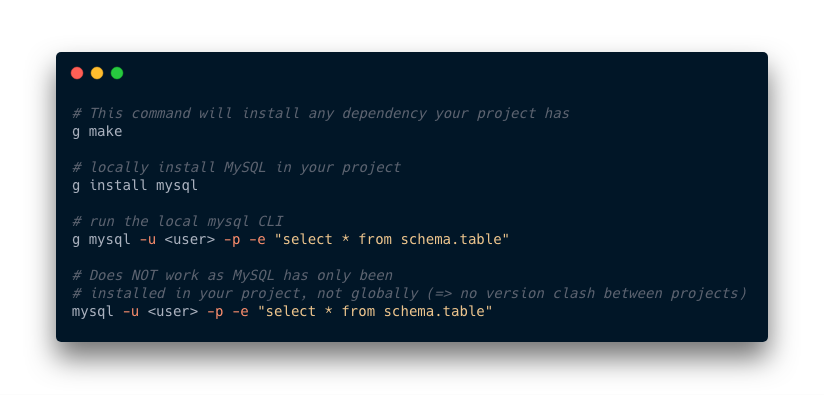 # This command will install any dependency your project has
g make
# locally install MySQL in your project
g install mysql
# run the local mysql CLI
g mysql -u <user> -p -e "select * from schema.table"
# Does NOT work as MySQL has only been
# installed in your project, not globally (=> no version clash between projects)
mysql -u <user> -p -e "select * from schema.table"